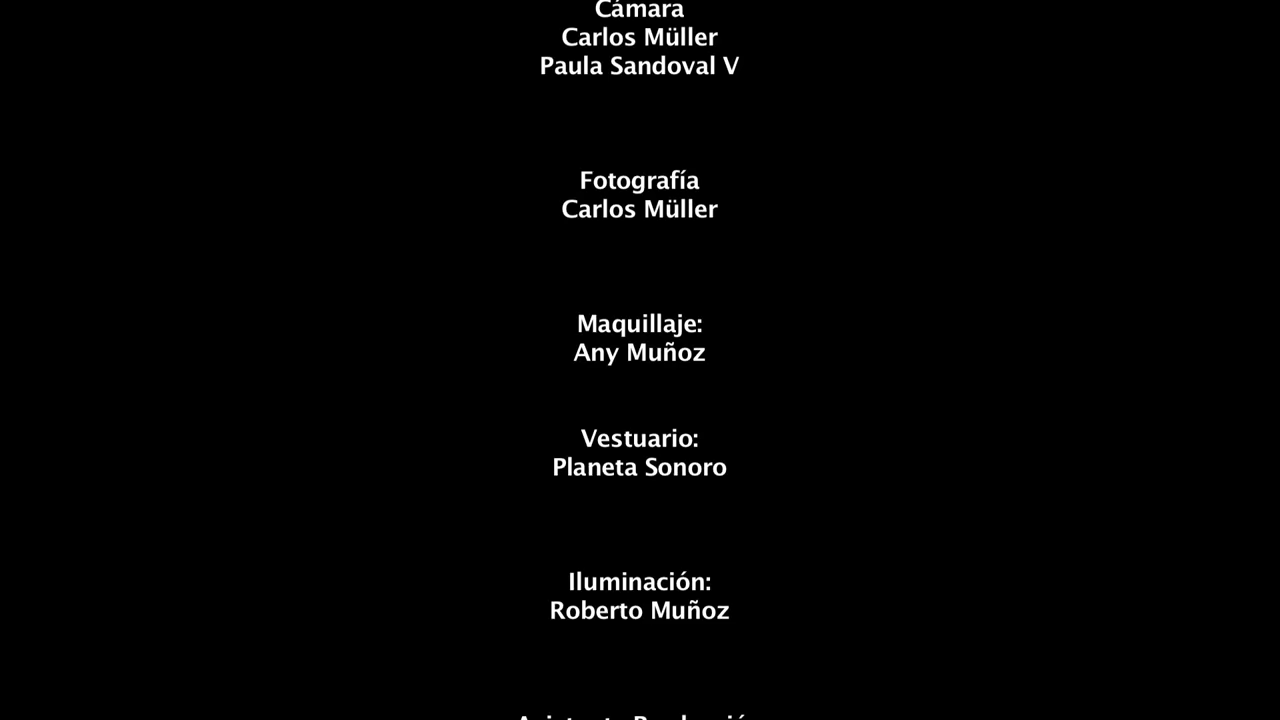 Cámara
Carlos Müller
Paula Sandoval V
Fotografía
Carlos Müller
Maquillaje:
Any Muñoz
Vestuario:
Planeta Sonoro
Iluminación:
Roberto Muñoz